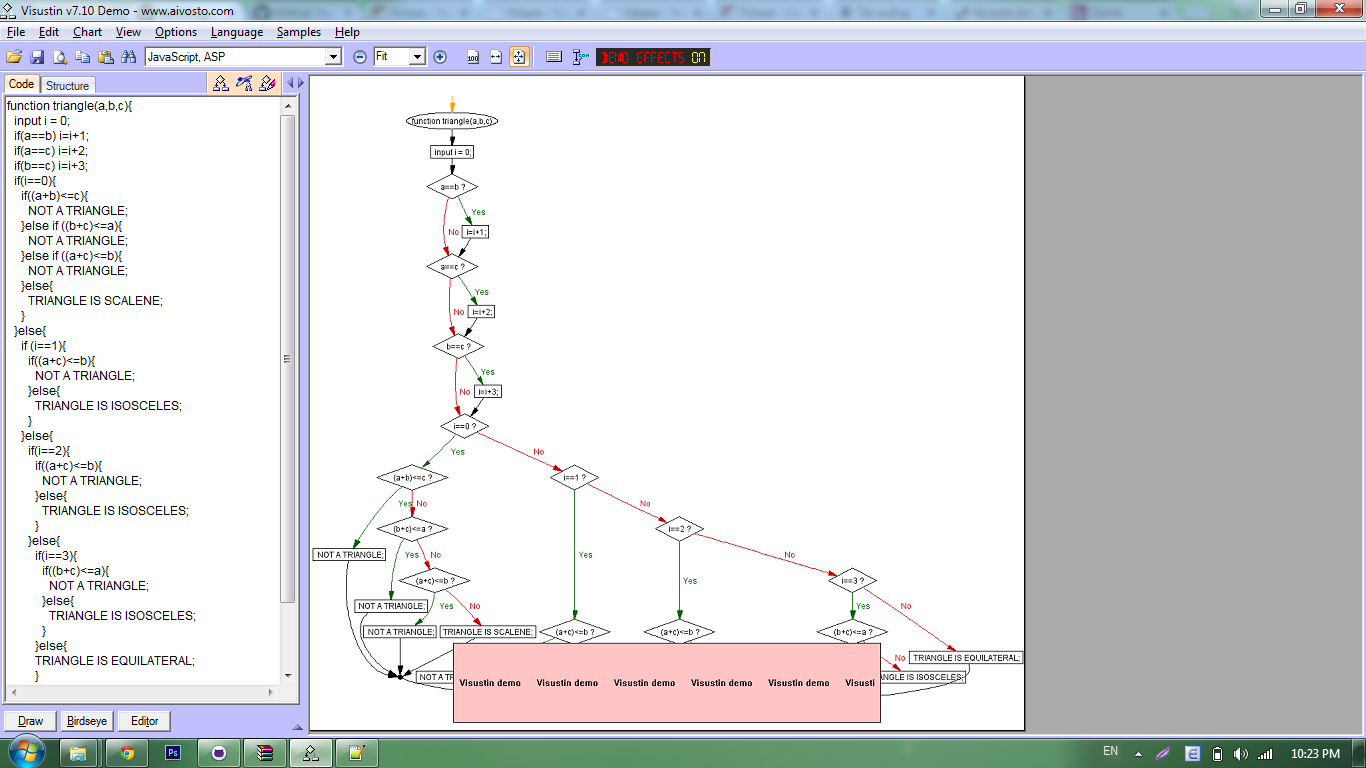 Visustin v7.10 Demo - www.aivosto.com
File Edit Chart View Options Language Samples Help
JavaScript, ASP Fit 100 DEMO EFFECTS ON
Code Structure
function triangle(a,b,c){
input i = 0;
if(a==b) i=i+1;
if(a==c) i=i+2;
if(b==c) i=i+3;
if(i==0){
if((a+b)<=c){
NOT A TRIANGLE;
}else if ((b+c)<=a){
NOT A TRIANGLE;
}else if ((a+c)<=b){
NOT A TRIANGLE;
}else{
TRIANGLE IS SCALENE;
}
}else{
if (i==1){
if((a+c)<=b){
NOT A TRIANGLE;
}else{
TRIANGLE IS ISOSCELES;
}
}else{
if(i==2){
if((a+c)<=b){
NOT A TRIANGLE;
}else{
TRIANGLE IS ISOSCELES;
}
}else{
if(i==3){
if((b+c)<=a){
NOT A TRIANGLE;
}else{
TRIANGLE IS ISOSCELES;
}
}else{
TRIANGLE IS EQUILATERAL;
}
Draw Birdseye Editor
function triangle(a,b,c)
input i = 0;
a==b ?
Yes
No i=i+1;
a==c ?
Yes
No i=i+2;
b==c ?
Yes
No i=i+3;
i==0 ?
Yes No
(a+b)<=c ? i==1 ?
Yes No No
(b+c)<=a ? i==2 ?
NOT A TRIANGLE; Yes No Yes No
(a+c)<=b ? Yes i==3 ?
NOT A TRIANGLE; Yes No Yes No
NOT A TRIANGLE; TRIANGLE IS SCALENE; (a+c)<=b ? (a+c)<=b ? (b+c)<=a ?
No TRIANGLE IS EQUILATERAL;
NOT A TR ANGLE IS ISOSCELES;
Visustin demo Visustin demo Visustin demo Visustin demo Visustin demo Visusti
Ps EN 10:23 PM